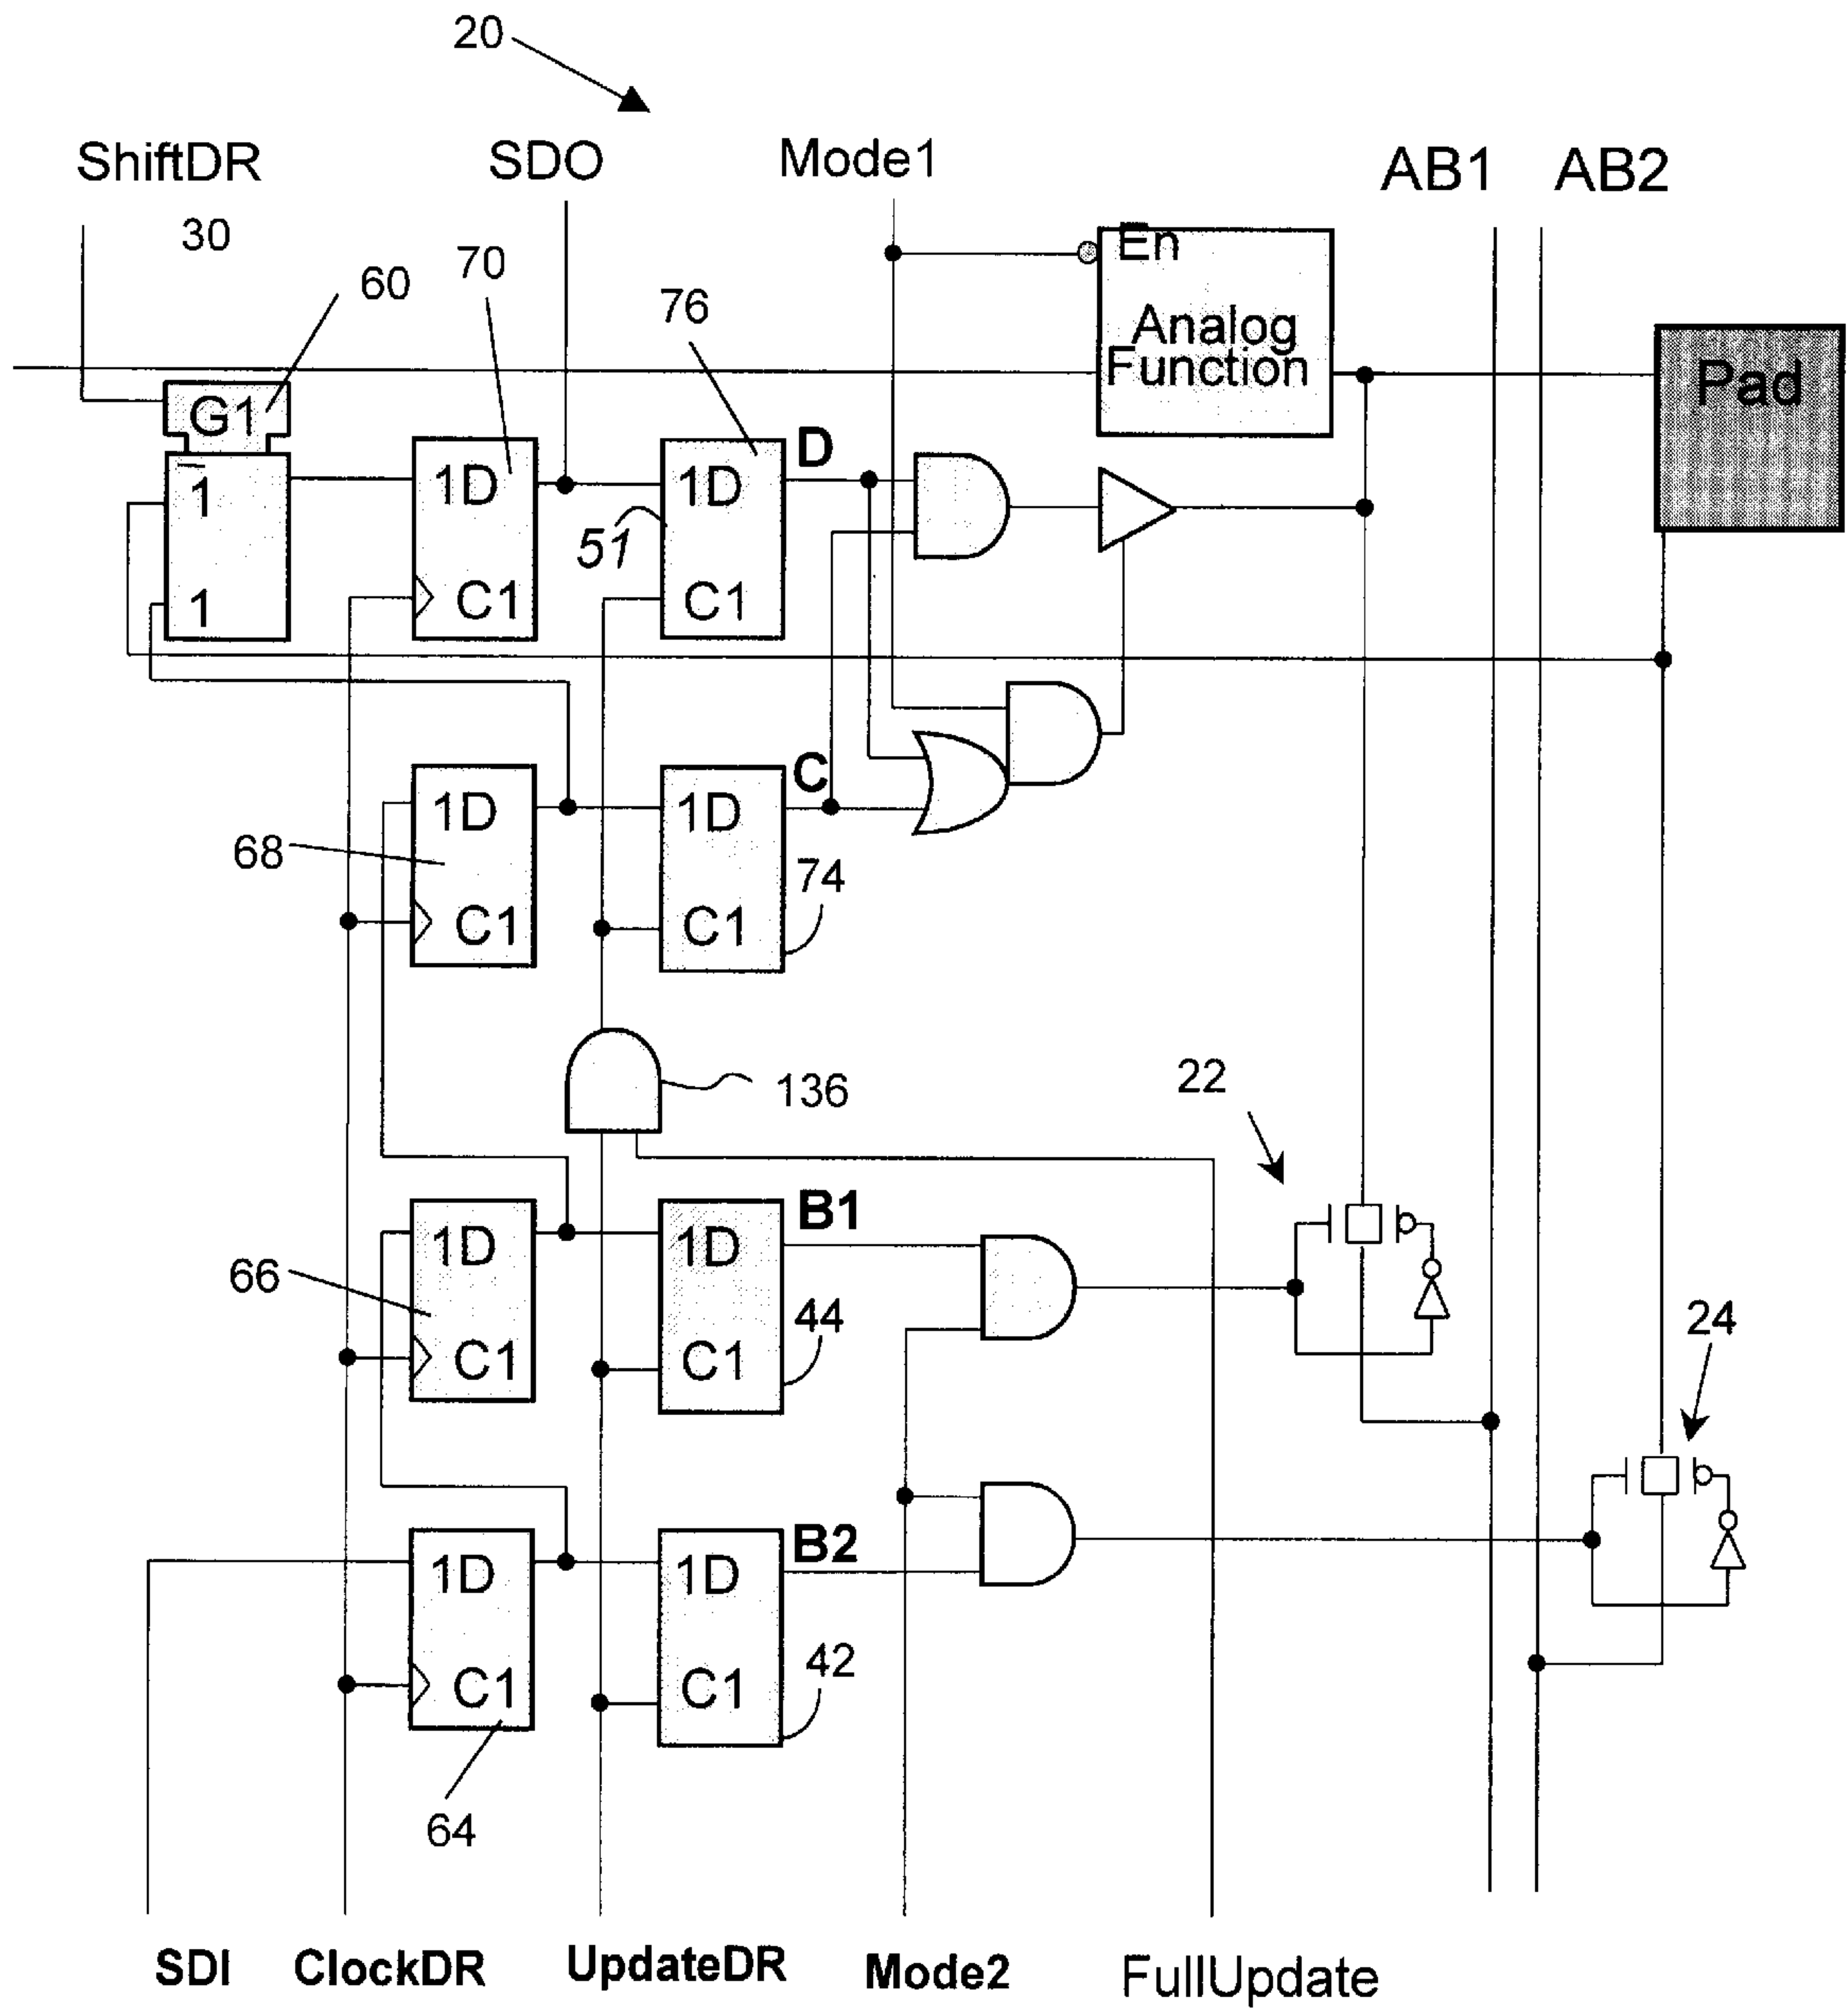 20
ShiftDR
SDO
Mode1
AB1
AB2
30
60
70
76
En
Analog
Function
Pad
G1
1
1
1D
C1
51
1D
C1
D
68
1D
C1
1D
C1
C
74
136
22
66
1D
C1
1D
C1
B1
44
24
1D
C1
64
1D
C1
B2
42
SDI
ClockDR
UpdateDR
Mode2
FullUpdate